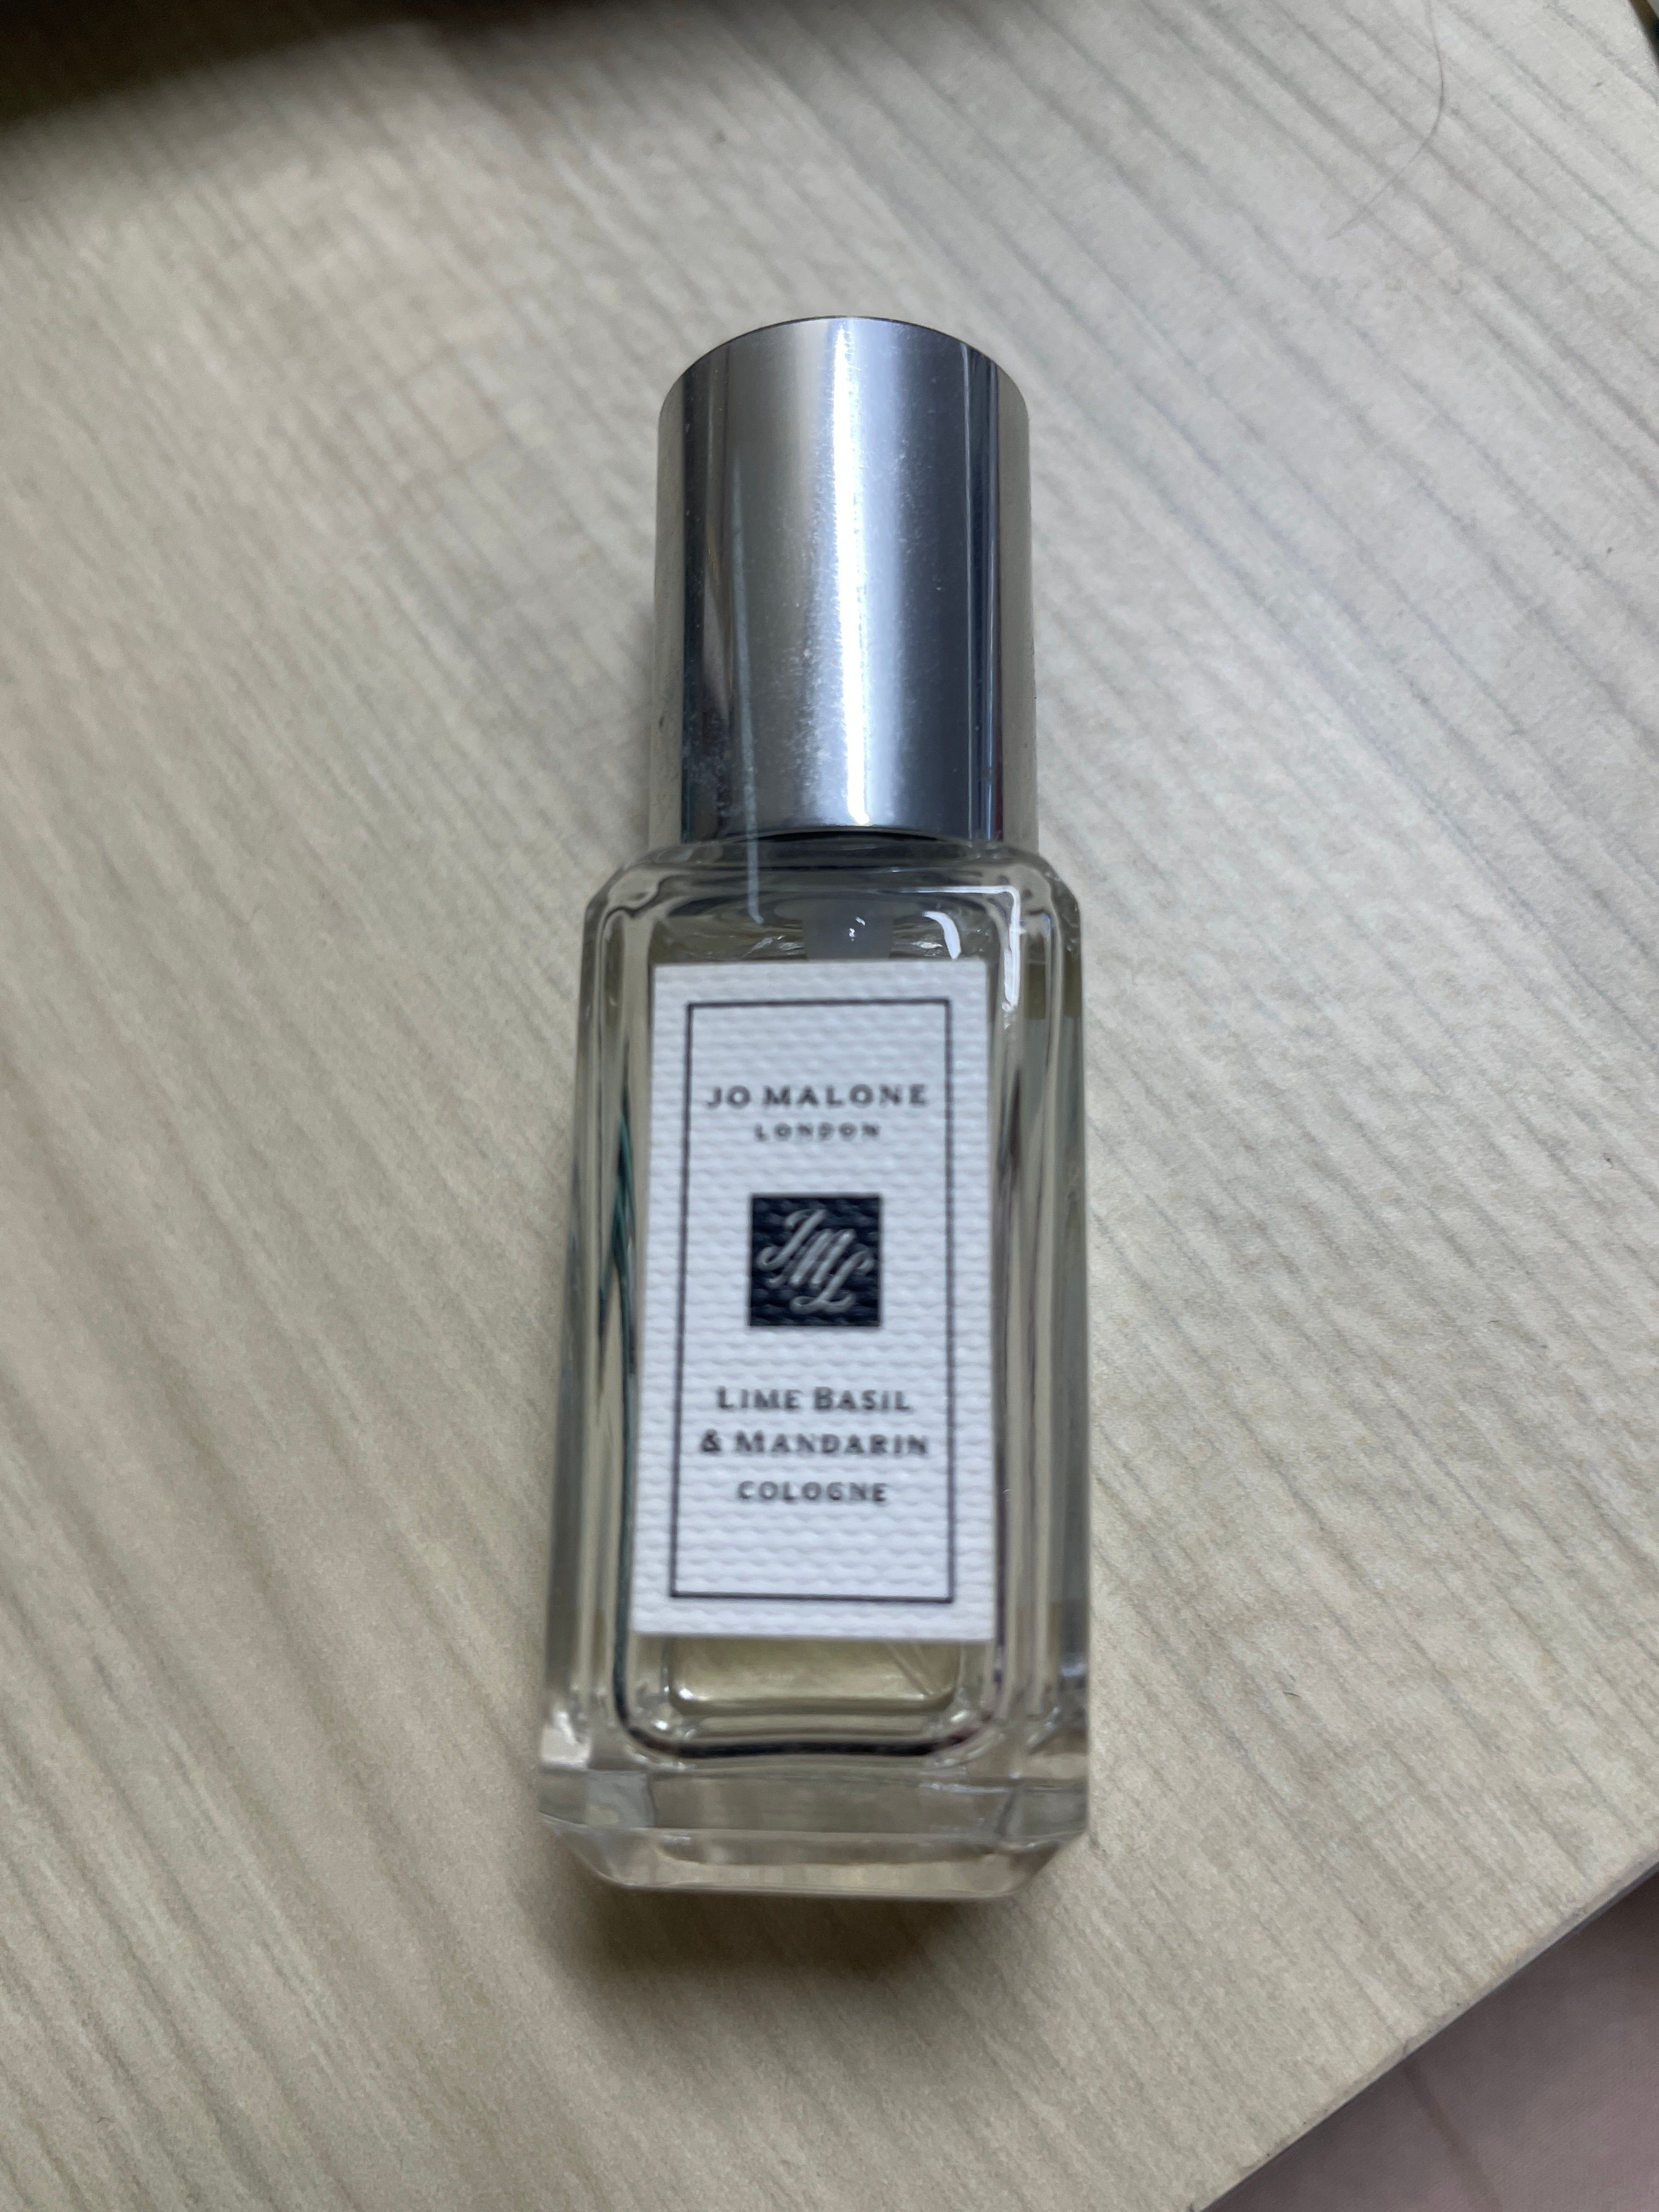 JO MALONE
LONDON
JML
LIME BASIL
& MANDARIN
COLOGNE